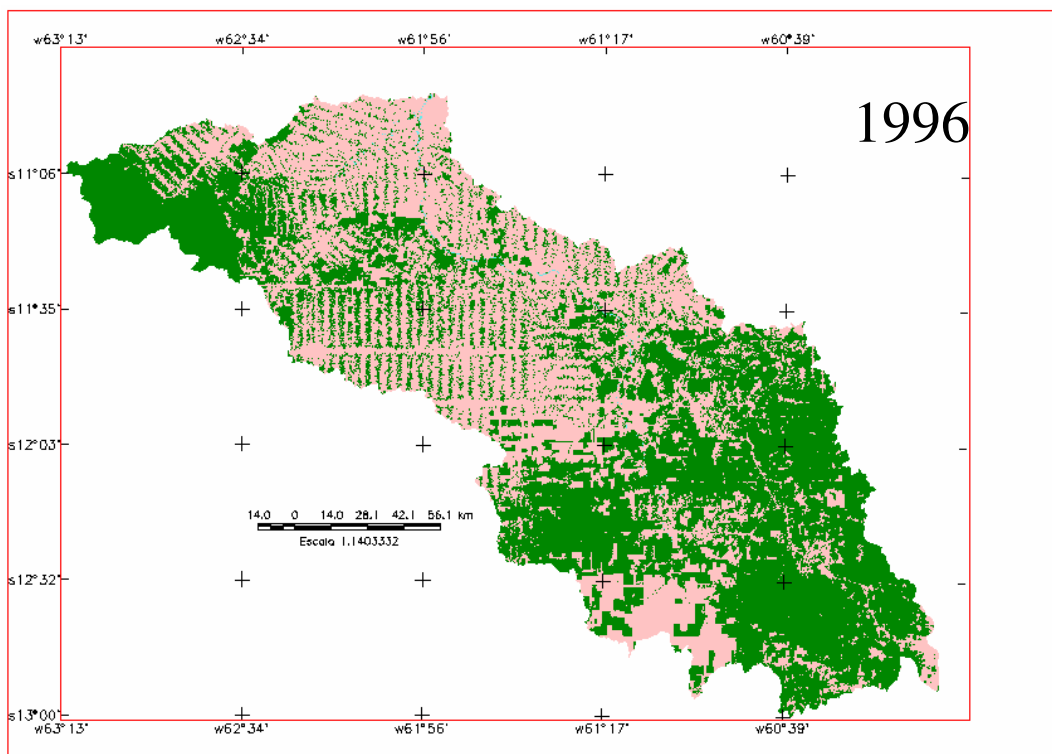 w63°13' w62°34' w61°56' w61°17' w60°39'
1996
s11°06'
s11°35'
s12°03'
14.0 0 14.0 28.1 42.1 56.1 km
Escala 1.1403332
s12°32'
s13°00'
w63°13' w62°34' w61°56' w61°17' w60°39'